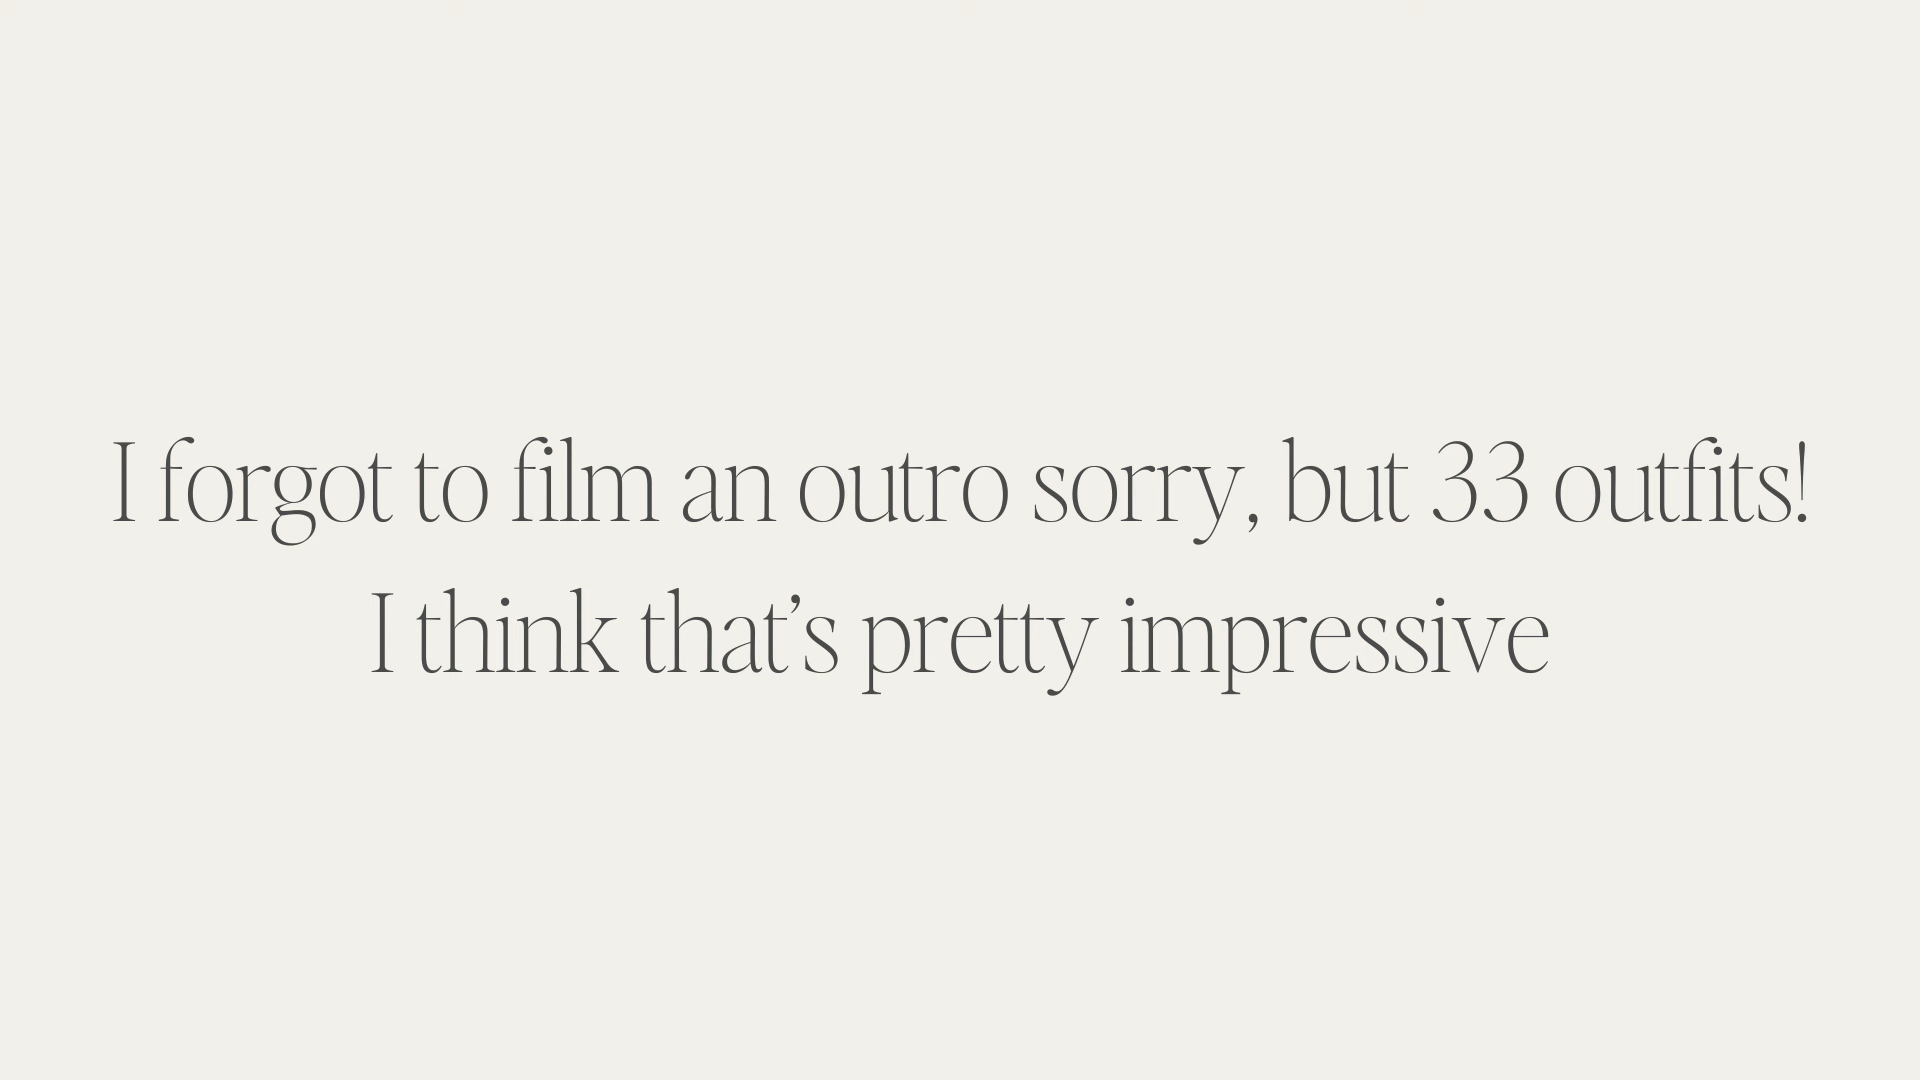 I forgot to film an outro sorry, but 33 outfits!
I think that’s pretty impressive